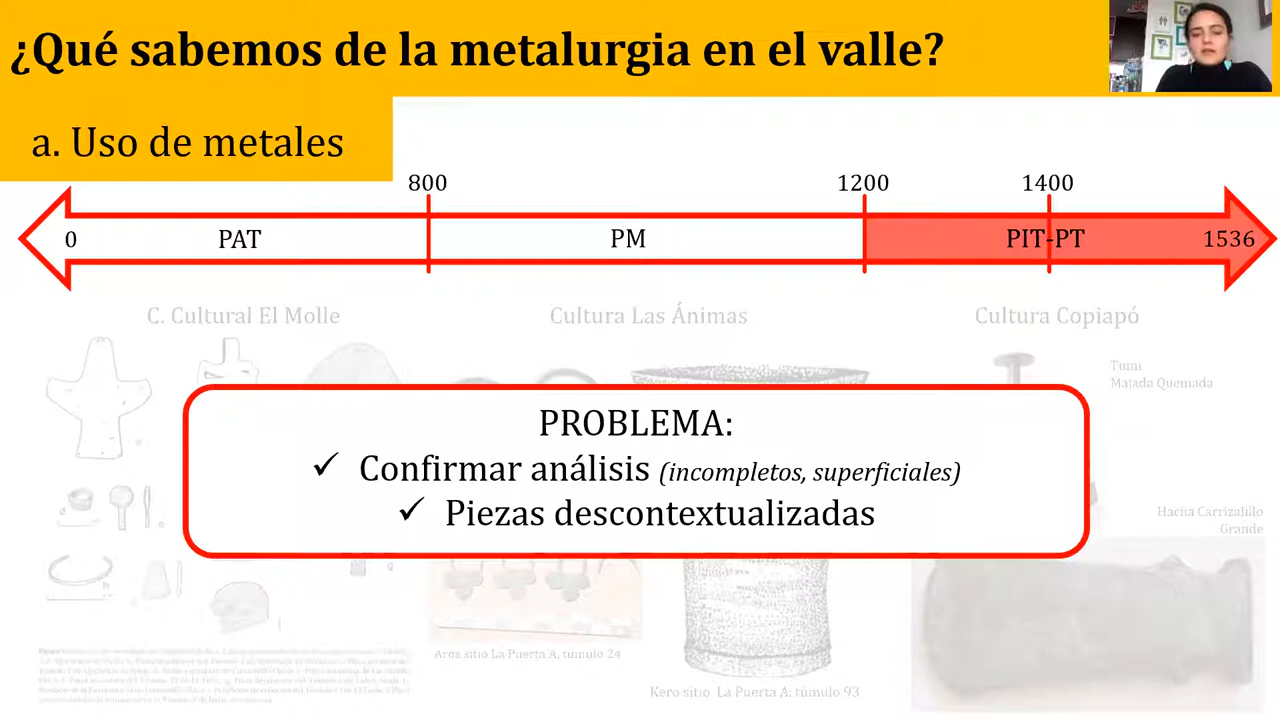 ¿Qué sabemos de la metalurgia en el valle?
a. Uso de metales
800
1200
1400
0
PAT
PM
PIT-PT
1536
C. Cultural El Molle
Cultura Las Ánimas
Cultura Copiapó
Tumi
Majada Quemada
PROBLEMA:
✓ Confirmar análisis (incompletos, superficiales)
✓ Piezas descontextualizadas
Hacha Carrizalillo
Grande
Aros sitio La Puerta A, túmulo 24
Kero sitio La Puerta A: túmulo 93